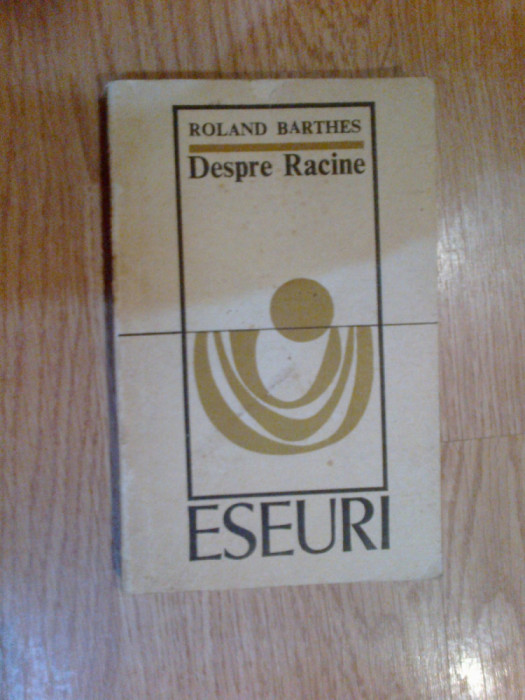 ROLAND BARTHES
Despre Racine
ESEURI